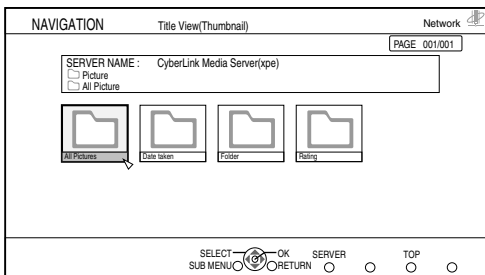 NAVIGATION Title View(Thumbnail) Network
PAGE 001/001
SERVER NAME : CyberLink Media Server(xpe)
Picture
All Picture
All Pictures Date taken Folder Rating
SELECT OK SERVER TOP
SUB MENU RETURN